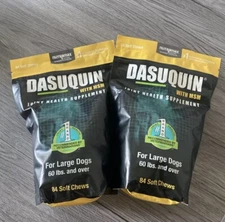 DASUQUIN®
WITH MSM
JOINT HEALTH SUPPLEMENT
For Large Dogs
60 lbs. and over
84 Soft Chews
DASUQUIN®
WITH MSM
JOINT HEALTH SUPPLEMENT
For Large Dogs
60 lbs. and over
84 Soft Chews